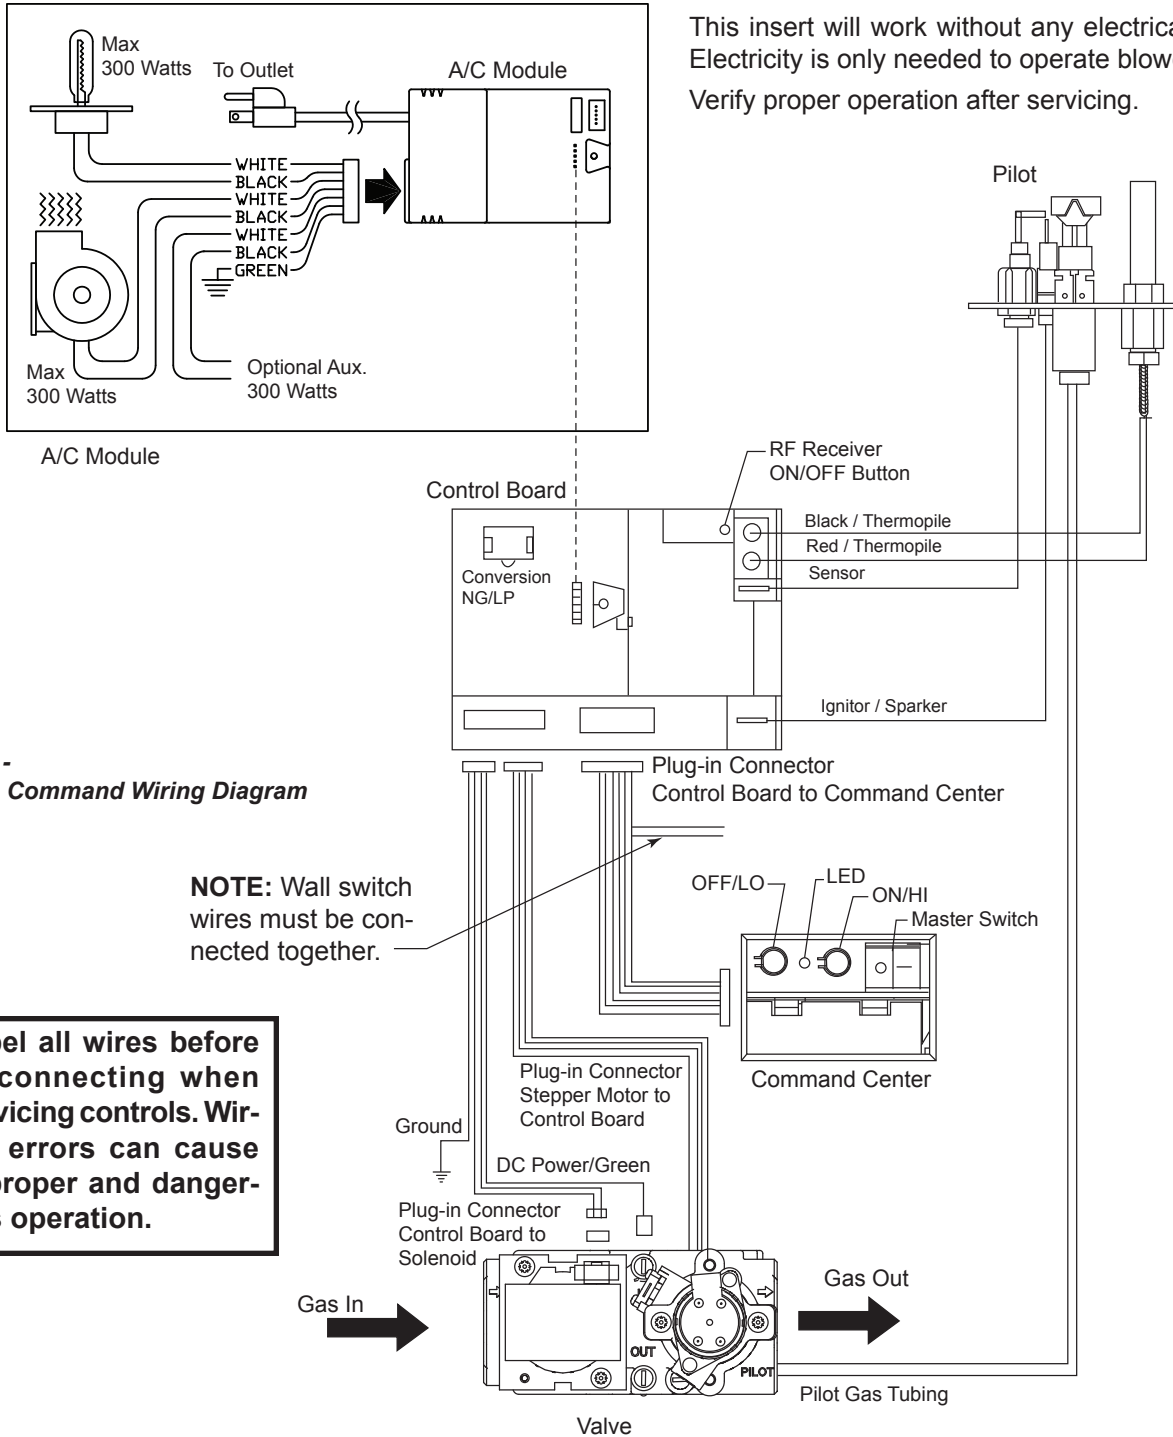 This insert will work without any
Electricity is only needed to operate
Verify proper operation after servicing.
Max
300 Watts
To Outlet
A/C Module
WHITE
BLACK
WHITE
BLACK
WHITE
BLACK
GREEN
Max
300 Watts
Optional Aux.
300 Watts
A/C Module
Pilot
RF Receiver
ON/OFF Button
Control Board
Black / Thermopile
Red / Thermopile
Sensor
Conversion
NG/LP
Ignitor / Sparker
-
Command Wiring Diagram
Plug-in Connector
Control Board to Command Center
NOTE: Wall switch
wires must be con-
nected together.
OFF/LO
LED
ON/HI
Master Switch
Command Center
all wires before
connecting when
controls. Wir-
errors can cause
and danger-
operation.
Plug-in Connector
Stepper Motor to
Control Board
Ground
DC Power/Green
Plug-in Connector
Control Board to
Solenoid
Gas In
Gas Out
OUT
PILOT
Pilot Gas Tubing
Valve